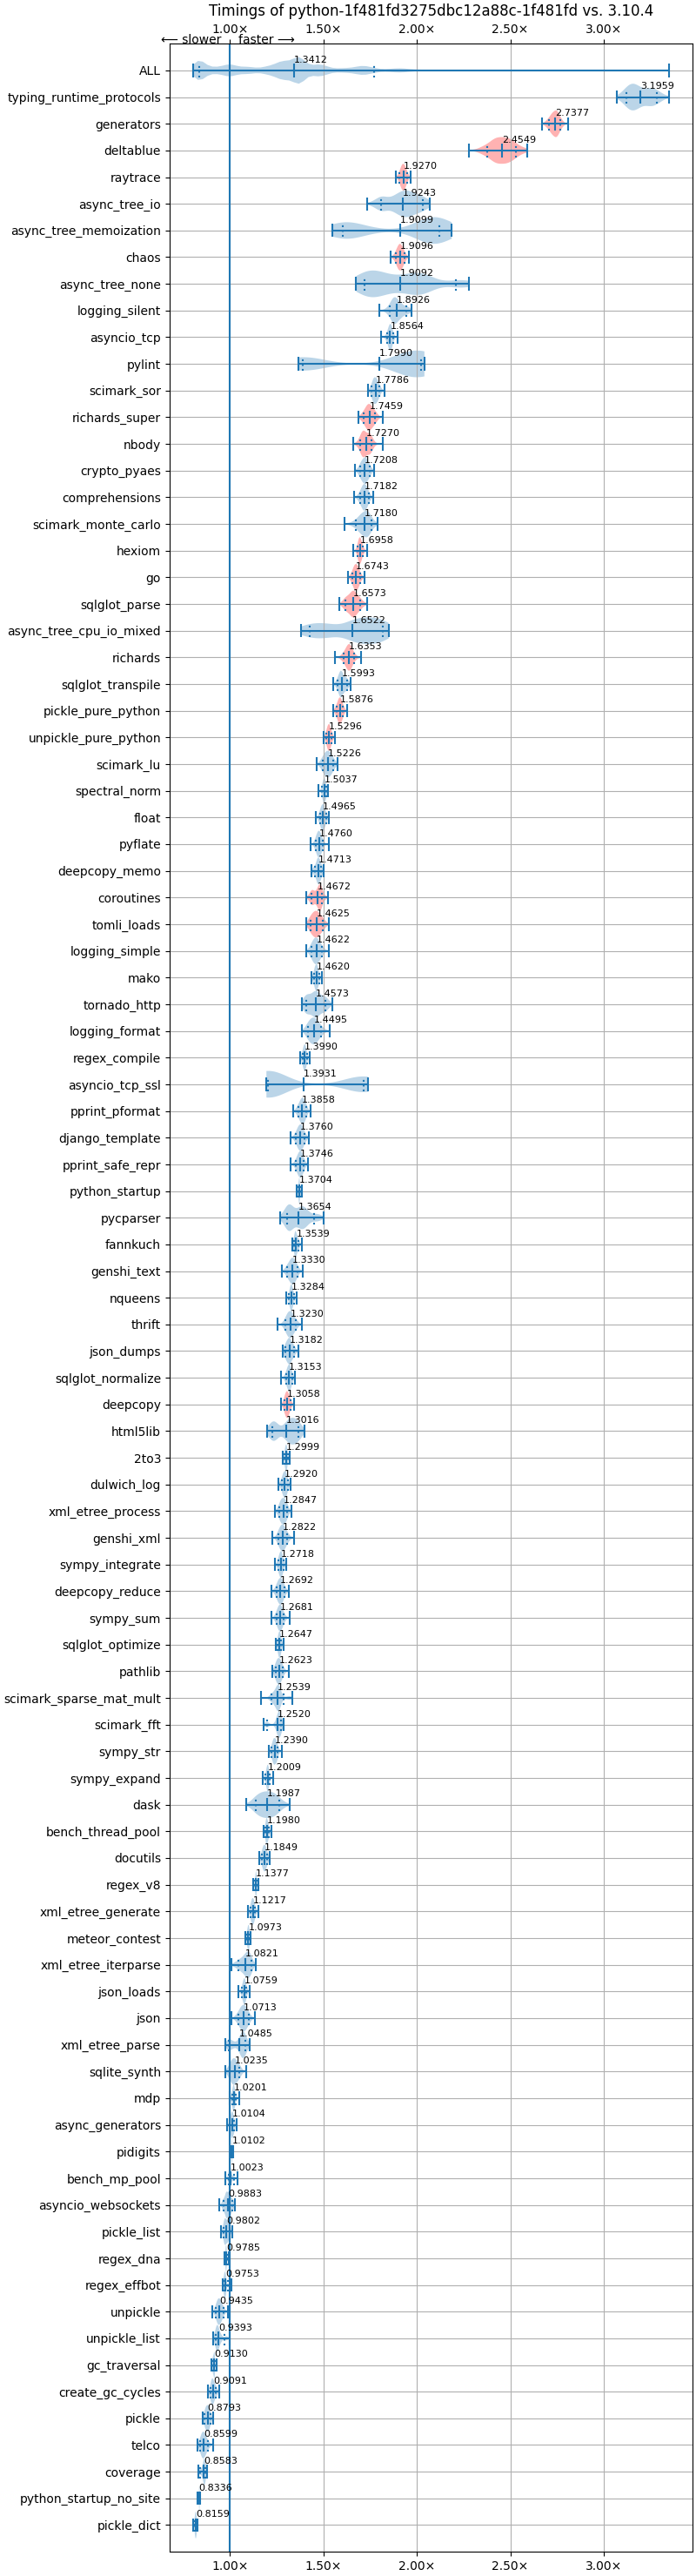 Timings of python-1f481fd3275dbc12a88c-1f481fd vs. 3.10.4
1.00× 1.50× 2.00× 2.50× 3.00×
⟵ slower faster ⟶
ALL 1.3412
typing_runtime_protocols 3.1959
generators 2.7377
deltablue 2.4549
raytrace 1.9270
async_tree_io 1.9243
async_tree_memoization 1.9099
chaos 1.9096
async_tree_none 1.9092
logging_silent 1.8926
asyncio_tcp 1.8564
pylint 1.7990
scimark_sor 1.7786
richards_super 1.7459
nbody 1.7270
crypto_pyaes 1.7208
comprehensions 1.7182
scimark_monte_carlo 1.7180
hexiom 1.6958
go 1.6743
sqlglot_parse 1.6573
async_tree_cpu_io_mixed 1.6522
richards 1.6353
sqlglot_transpile 1.5993
pickle_pure_python 1.5876
unpickle_pure_python 1.5296
scimark_lu 1.5226
spectral_norm 1.5037
float 1.4965
pyflate 1.4760
deepcopy_memo 1.4713
coroutines 1.4672
tomli_loads 1.4625
logging_simple 1.4622
mako 1.4620
tornado_http 1.4573
logging_format 1.4495
regex_compile 1.3990
asyncio_tcp_ssl 1.3931
pprint_pformat 1.3858
django_template 1.3760
pprint_safe_repr 1.3746
python_startup 1.3704
pycparser 1.3654
fannkuch 1.3539
genshi_text 1.3330
nqueens 1.3284
thrift 1.3230
json_dumps 1.3182
sqlglot_normalize 1.3153
deepcopy 1.3058
html5lib 1.3016
2to3 1.2999
dulwich_log 1.2920
xml_etree_process 1.2847
genshi_xml 1.2822
sympy_integrate 1.2718
deepcopy_reduce 1.2692
sympy_sum 1.2681
sqlglot_optimize 1.2647
pathlib 1.2623
scimark_sparse_mat_mult 1.2539
scimark_fft 1.2520
sympy_str 1.2390
sympy_expand 1.2009
dask 1.1987
bench_thread_pool 1.1980
docutils 1.1849
regex_v8 1.1377
xml_etree_generate 1.1217
meteor_contest 1.0973
xml_etree_iterparse 1.0821
json_loads 1.0759
json 1.0713
xml_etree_parse 1.0485
sqlite_synth 1.0235
mdp 1.0201
async_generators 1.0104
pidigits 1.0102
bench_mp_pool 1.0023
asyncio_websockets 0.9883
pickle_list 0.9802
regex_dna 0.9785
regex_effbot 0.9753
unpickle 0.9435
unpickle_list 0.9393
gc_traversal 0.9130
create_gc_cycles 0.9091
pickle 0.8793
telco 0.8599
coverage 0.8583
python_startup_no_site 0.8336
pickle_dict 0.8159
1.00× 1.50× 2.00× 2.50× 3.00×